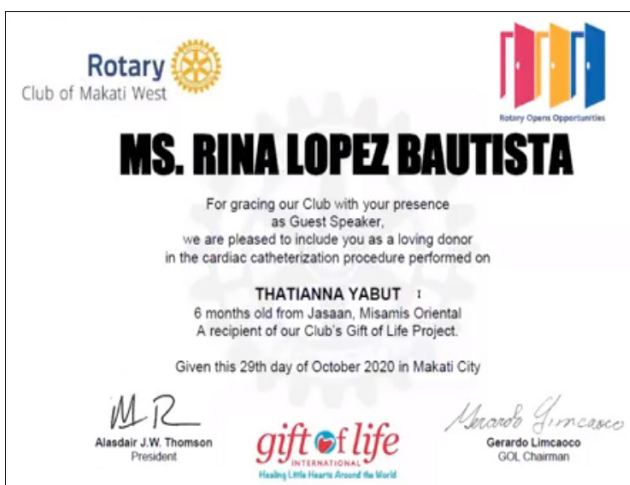 Rotary
Club of Makati West
Rotary Opens Opportunities
MS. RINA LOPEZ BAUTISTA
For gracing our Club with your presence
as Guest Speaker,
we are pleased to include you as a loving donor
in the cardiac catheterization procedure performed on
THATIANNA YABUT
6 months old from Jasaan, Misamis Oriental
A recipient of our Club's Gift of Life Project.
Given this 29th day of October 2020 in Makati City
Alasdair J.W. Thomson
President
gift of life
INTERNATIONAL
Healing Little Hearts Around the World
Gerardo Limcaoco
Gerardo Limcaoco
GOL Chairman